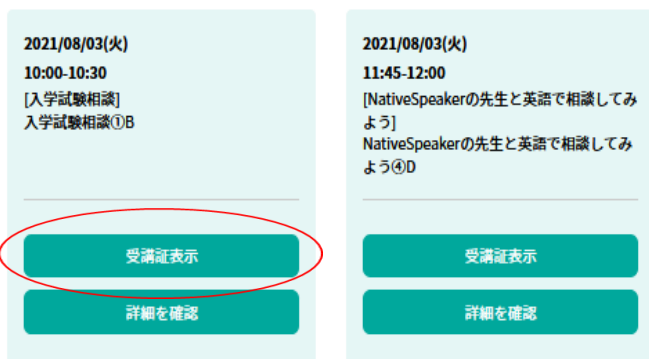 2021/08/03(火)
10:00-10:30
[入学試験相談]
入学試験相談①B
受講証表示
詳細を確認
2021/08/03(火)
11:45-12:00
[NativeSpeakerの先生と英語で相談してみ
よう]
NativeSpeakerの先生と英語で相談してみ
よう④D
受講証表示
詳細を確認